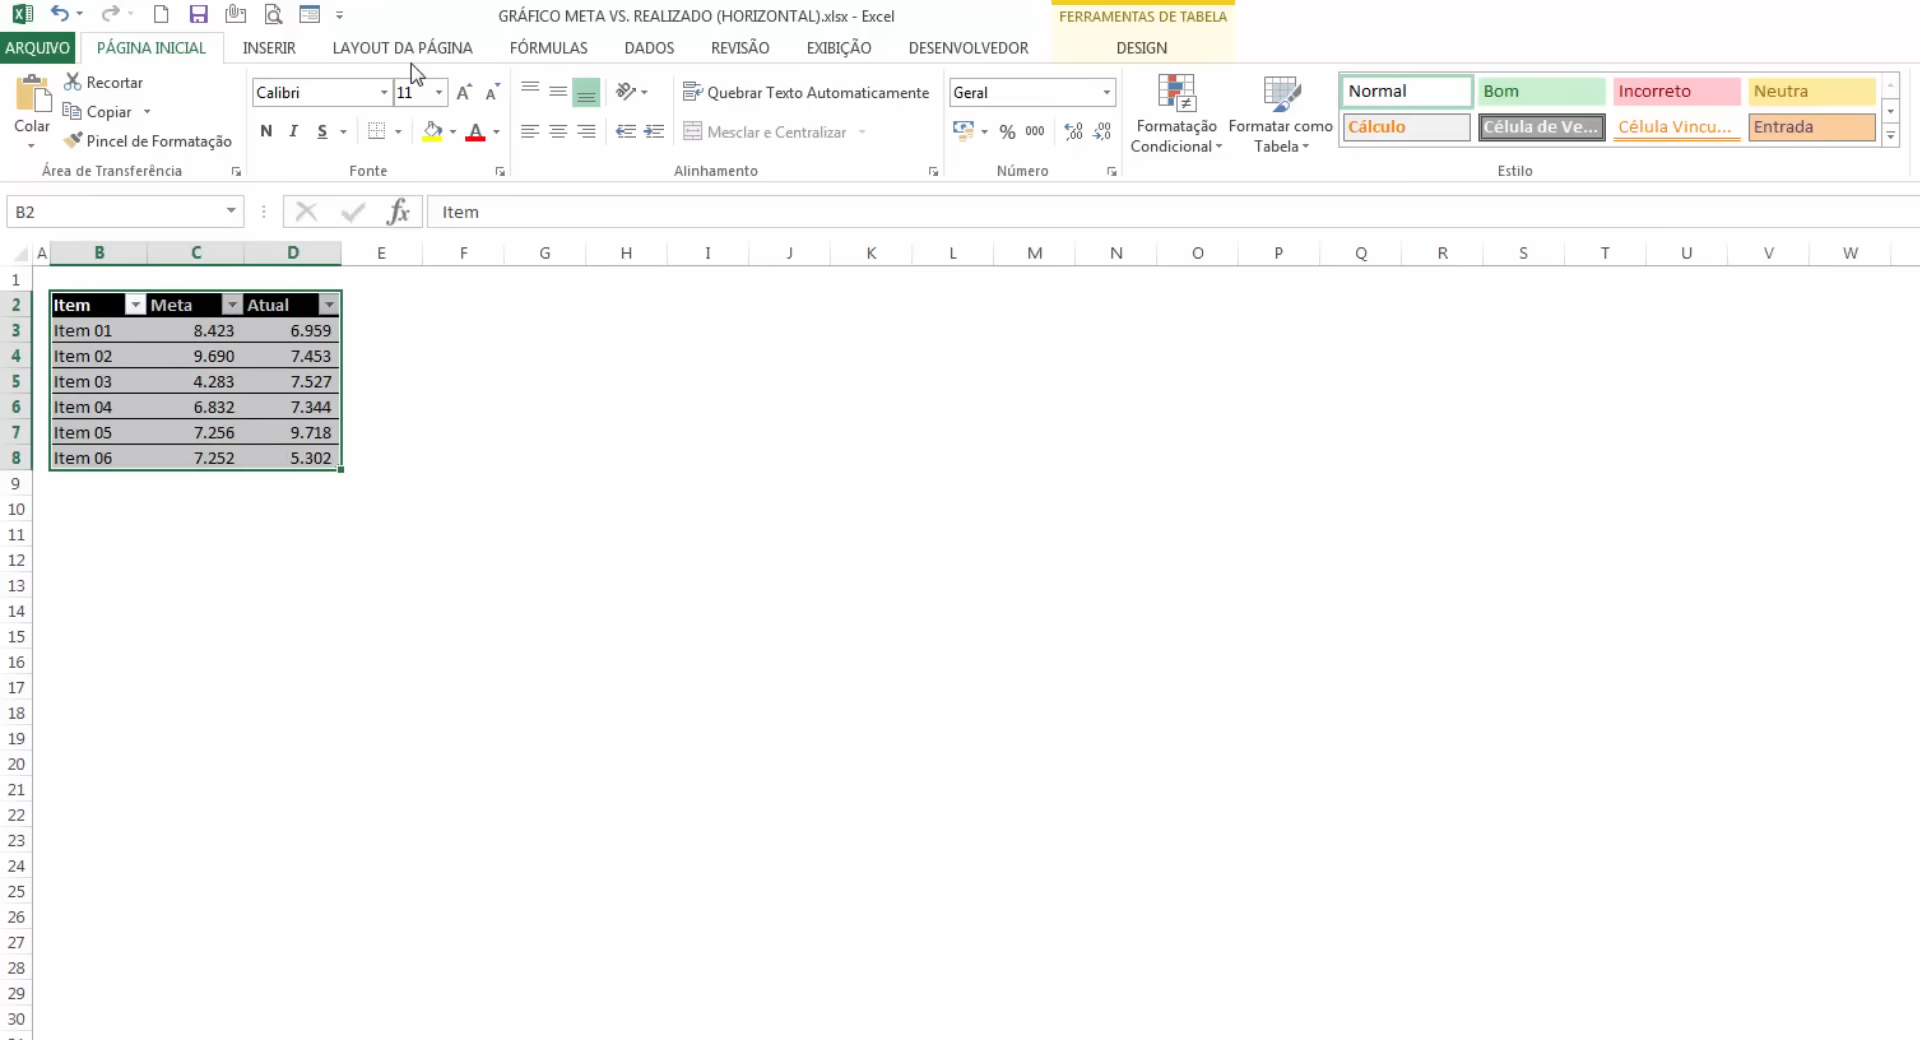 GRÁFICO META VS. REALIZADO (HORIZONTAL).xlsx - Excel
FERRAMENTAS DE TABELA
ARQUIVO PÁGINA INICIAL INSERIR LAYOUT DA PÁGINA FÓRMULAS DADOS REVISÃO EXIBIÇÃO DESENVOLVEDOR DESIGN
Colar
Recortar
Copiar
Pincel de Formatação
Área de Transferência
Calibri 11 A A
N I S A
Fonte
Quebrar Texto Automaticamente
Mesclar e Centralizar
Alinhamento
Geral
% 000 ,00 ,00
Número
Formatação
Condicional
Formatar como
Tabela
Normal Bom Incorreto Neutra
Cálculo Célula de Ve... Célula Vincu... Entrada
Estilo
B2 fx Item
A B C D E F G H I J K L M N O P Q R S T U V W
1
2 Item Meta Atual
3 Item 01 8.423 6.959
4 Item 02 9.690 7.453
5 Item 03 4.283 7.527
6 Item 04 6.832 7.344
7 Item 05 7.256 9.718
8 Item 06 7.252 5.302
9
10
11
12
13
14
15
16
17
18
19
20
21
22
23
24
25
26
27
28
29
30